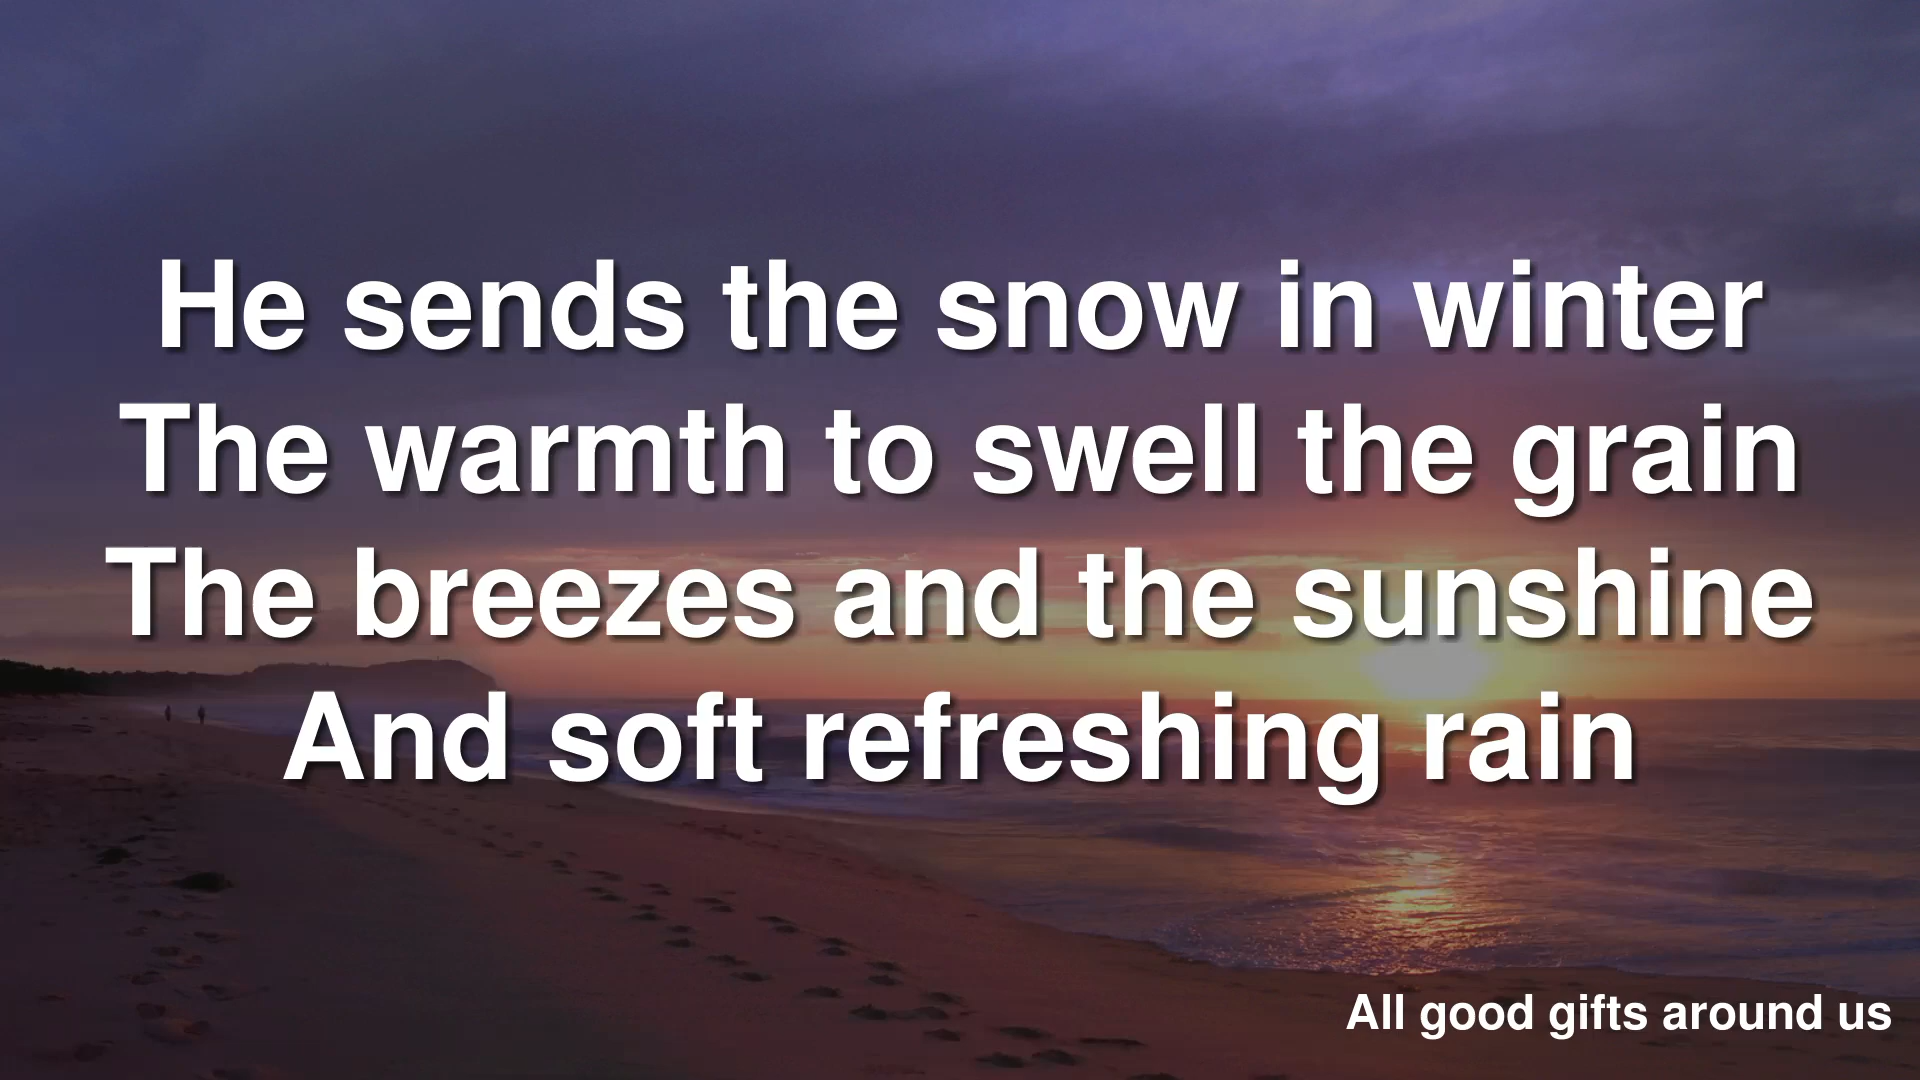 He sends the snow in winter
The warmth to swell the grain
The breezes and the sunshine
And soft refreshing rain
All good gifts around us